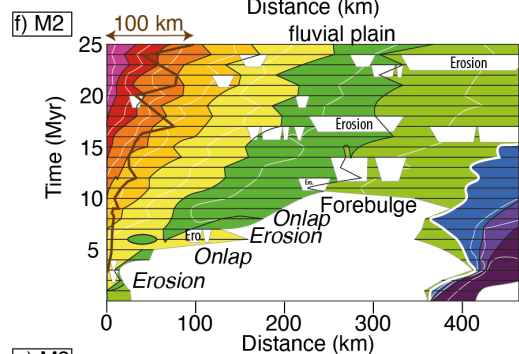 Distance (km)
f) M2
100 km
fluvial plain
25
20
15
10
5
Time (Myr)
Erosion
Erosion
Ero.
Forebulge
Onlap
Ero.
Erosion
Onlap
Erosion
0
100
200
300
400
Distance (km)